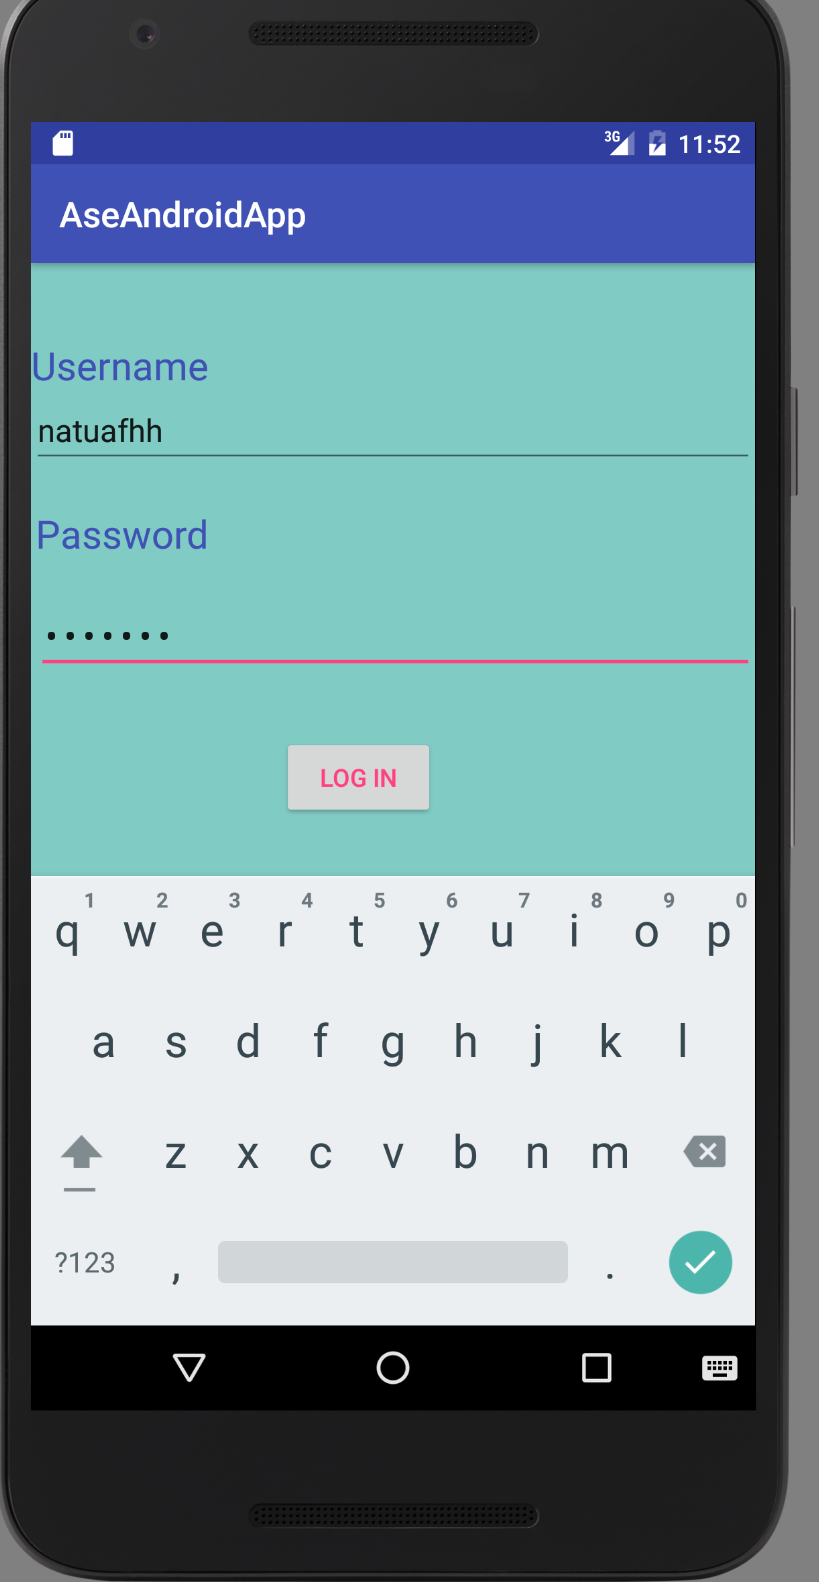 3G 11:52
AseAndroidApp
Username
natuafhh
Password
•••••••
LOG IN
1 2 3 4 5 6 7 8 9 0
q w e r t y u i o p
a s d f g h j k l
z x c v b n m
?123 , .